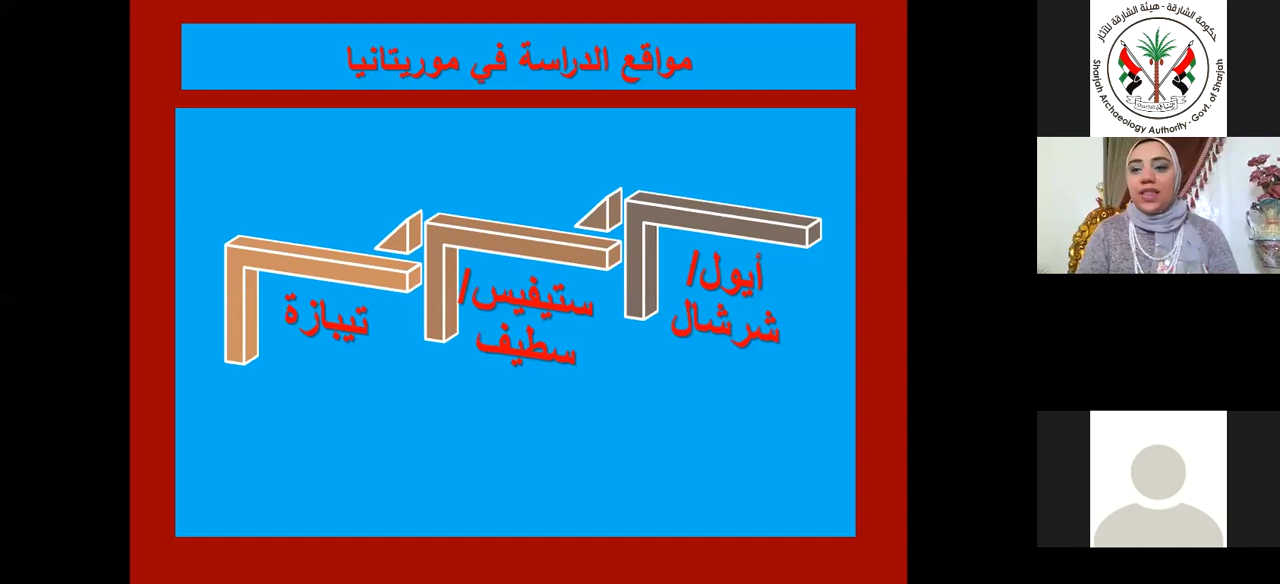 مواقع الدراسة في موريتانيا
أيول/
شرشال
ستيفيس/
سطيف
تيبازة
حكومة الشارقة - هيئة الشارقة للآثار
Sharjah Archaeology Authority - Govt. of Sharjah